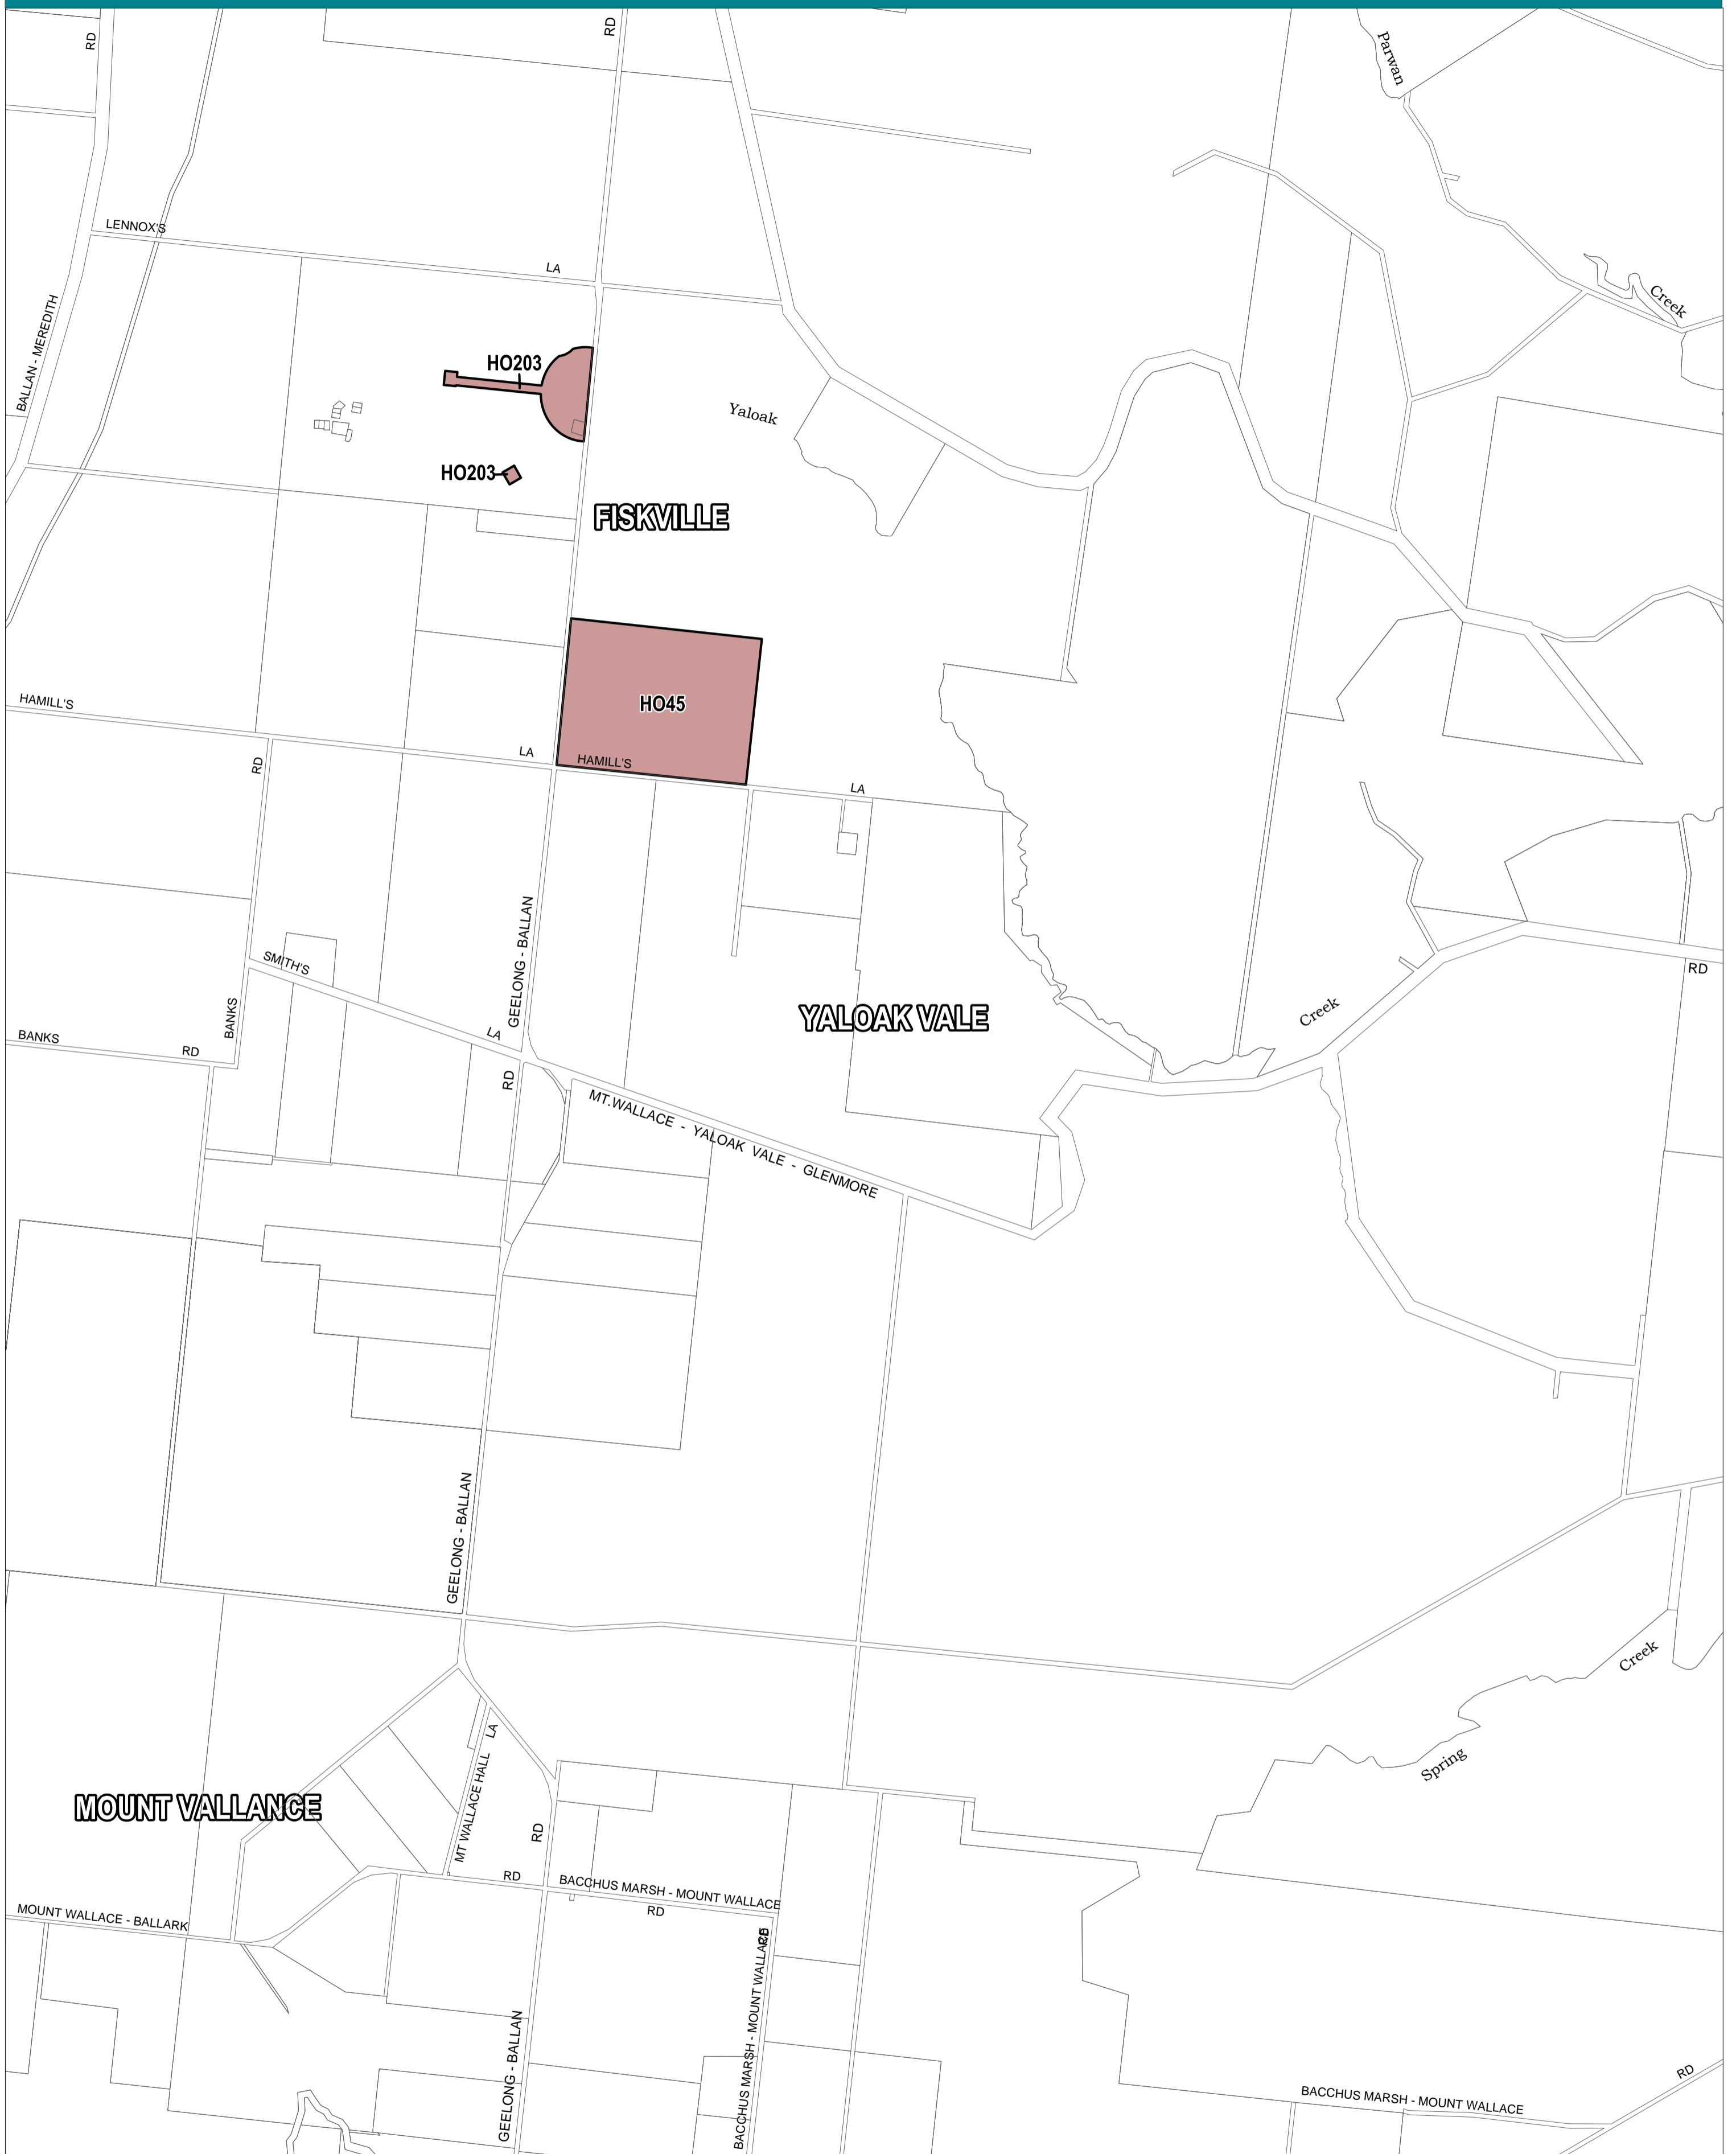 RD
RD
Parwan
LENNOX'S
LA
Creek
BALLAN - MEREDITH
HO203
Yaloak
HO203
FISKVILLE
HAMILL'S
HO45
LA
HAMILL'S
RD
LA
GEELONG - BALLAN
SMITH'S
RD
BANKS
YALOAK VALE
Creek
LA
BANKS
RD
RD
MT.WALLACE - YALOAK VALE - GLENMORE
GEELONG - BALLAN
Creek
LA
Spring
MT WALLACE HALL
MOUNT VALLANCE
RD
RD
BACCHUS MARSH - MOUNT WALLACE
RD
MOUNT WALLACE - BALLARK
RD
BACCHUS MARSH - MOUNT WALLACE
GEELONG - BALLAN
RD
BACCHUS MARSH - MOUNT WALLACE